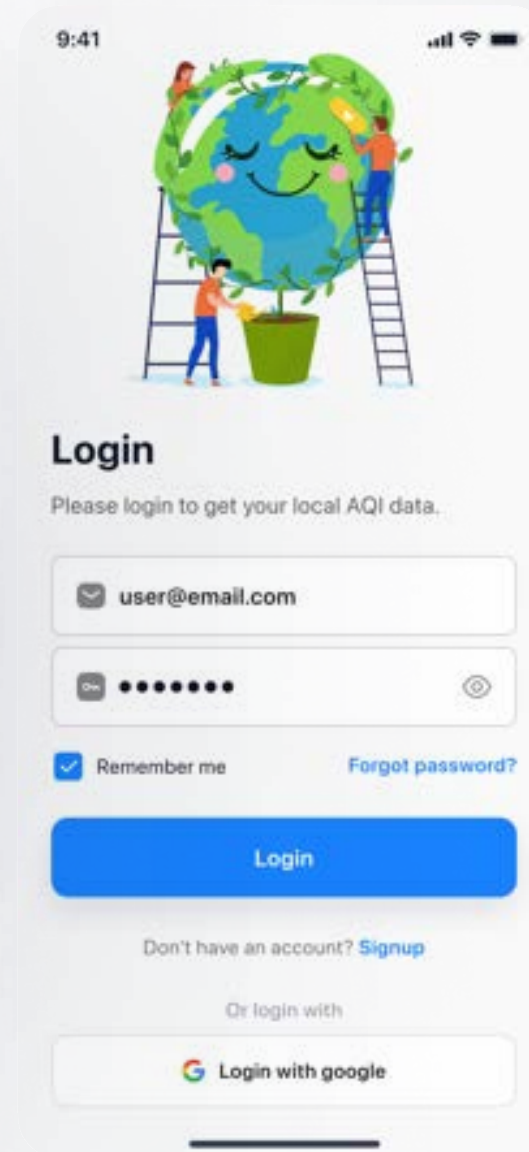 9:41
Login
Please login to get your local AQI data.
user@email.com
•••••••
Remember me
Forgot password?
Login
Don't have an account? Signup
Or login with
Login with google